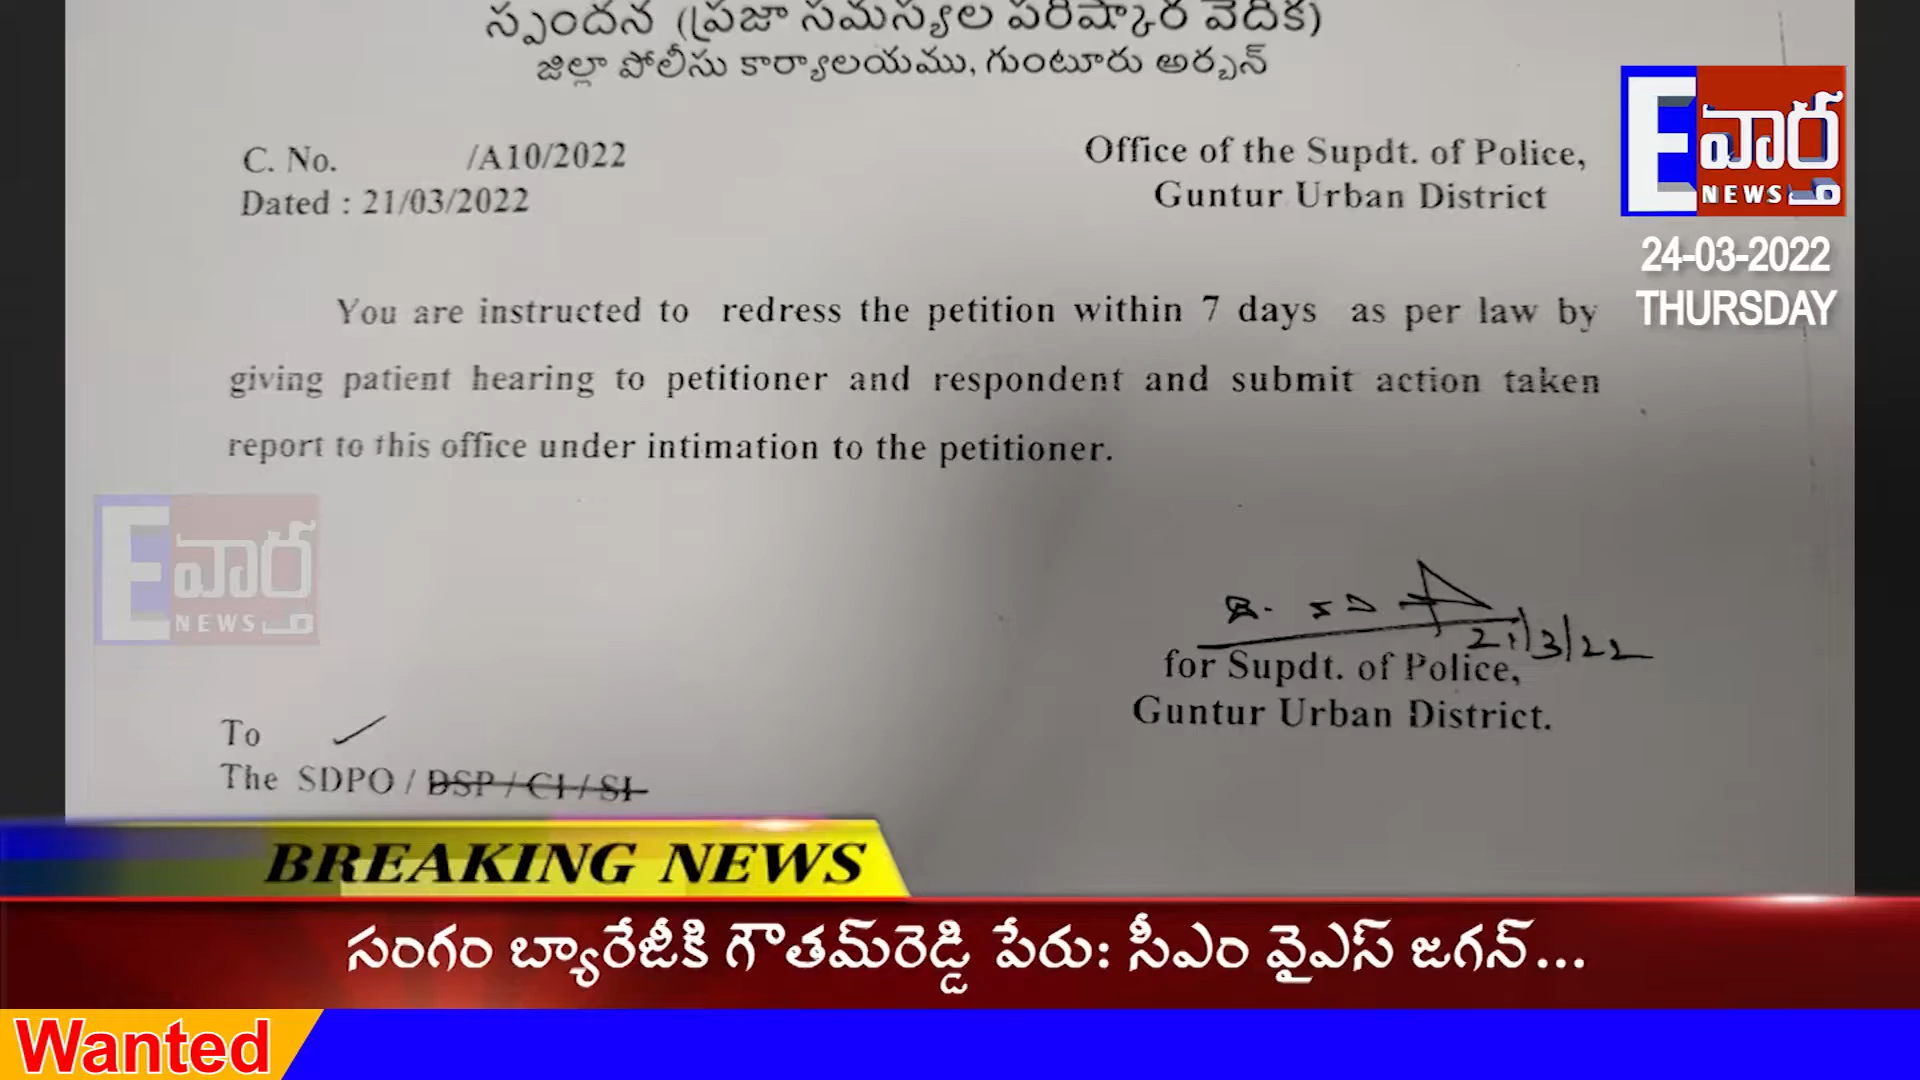 స్పందన (ప్రజా సమస్యల పరిష్కార వేదిక)
జిల్లా పోలీసు కార్యాలయము, గుంటూరు అర్బన్
C. No. /A10/2022
Dated : 21/03/2022
Office of the Supdt. of Police,
Guntur Urban District
E వార్త
NEWS
24-03-2022
THURSDAY
You are instructed to redress the petition within 7 days as per law by
giving patient hearing to petitioner and respondent and submit action taken
report to this office under intimation to the petitioner.
E వార్త
NEWS
21/3/22
for Supdt. of Police,
Guntur Urban District.
To
The SDPO / DSP / CI / SI
BREAKING NEWS
సంగం బ్యారేజీకి గౌతమ్‌రెడ్డి పేరు: సీఎం వైఎస్ జగన్...
Wanted